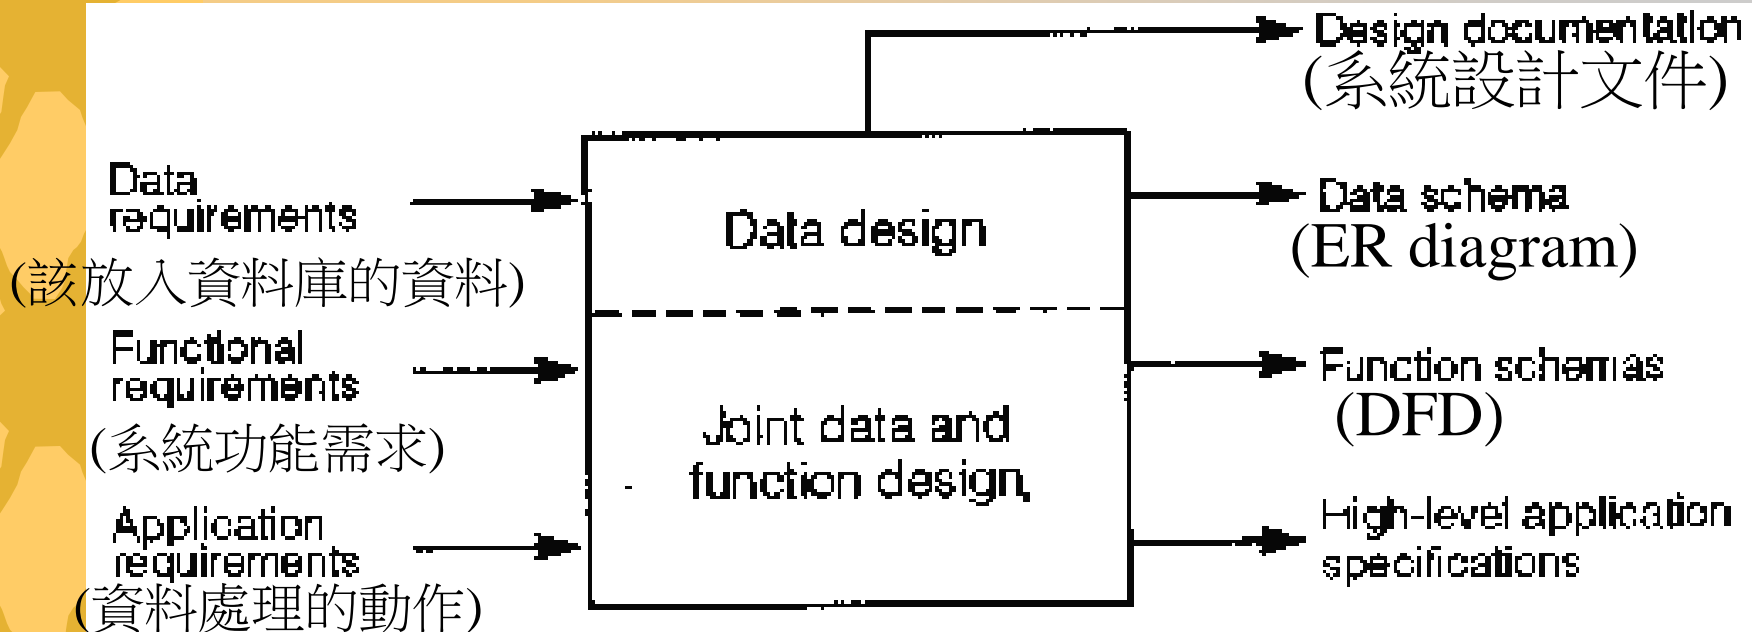 Design documentation
(系統設計文件)
Data
requirements
(該放入資料庫的資料)
Data design
Data schema
(ER diagram)
Functional
requirements
(系統功能需求)
Joint data and
function design
Function schemas
(DFD)
Application
requirements
(資料處理的動作)
High-level application
specifications